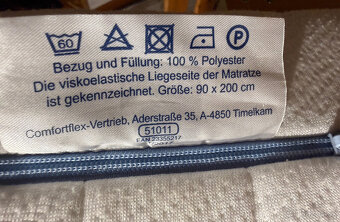 60 P
Bezug und Füllung: 100 % Polyester
Die viskoelastische Liegeseite der Matratze
ist gekennzeichnet. Größe: 90 x 200 cm
Comfortflex-Vertrieb, Aderstraße 35, A-4850 Timelkam
51011